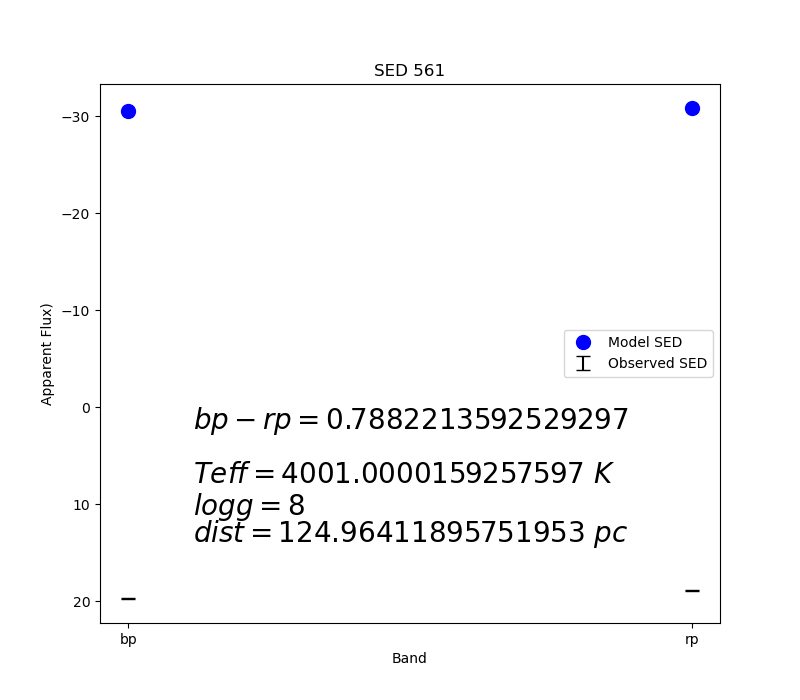 SED 561
Apparent Flux)
−30
−20
−10
0
10
20
Model SED
Observed SED
bp − rp = 0.7882213592529297
Teff = 4001.0000159257597 K
logg = 8
dist = 124.96411895751953 pc
bp
rp
Band